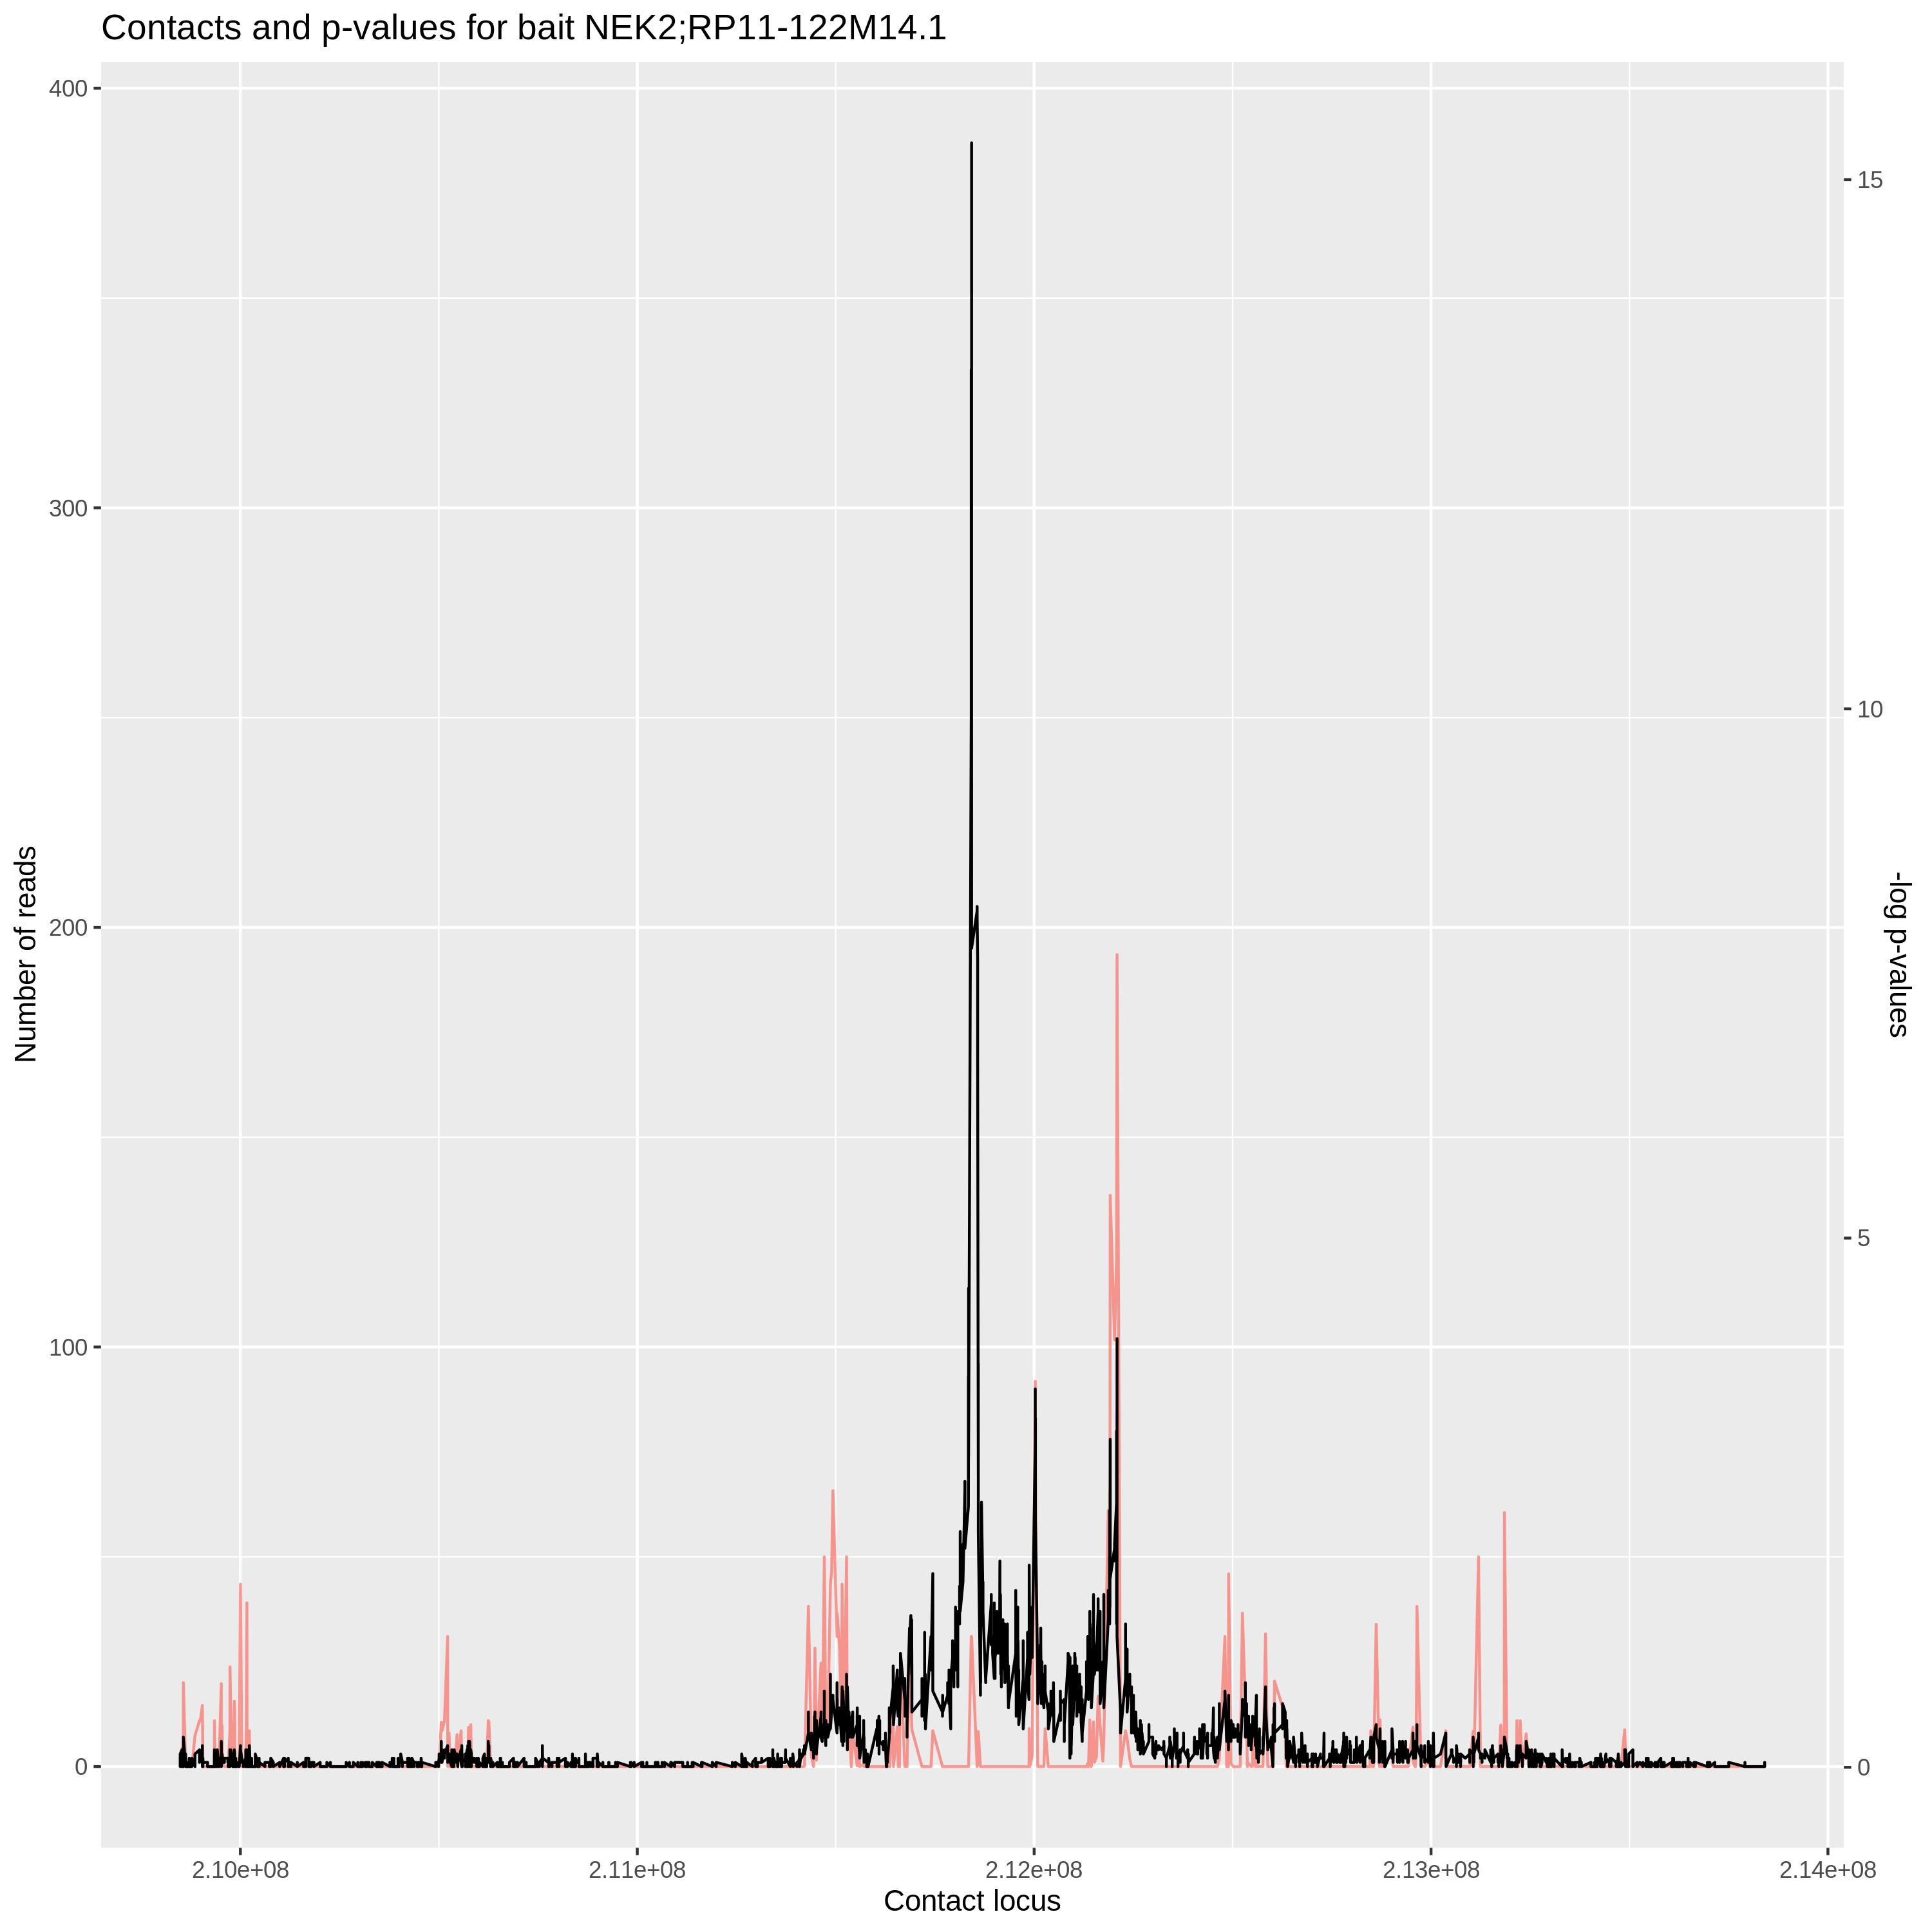 Contacts and p-values for bait NEK2;RP11-122M14.1
400
300
200
100
0
Number of reads
15
10
5
0
-log p-values
2.10e+08
2.11e+08
2.12e+08
2.13e+08
2.14e+08
Contact locus